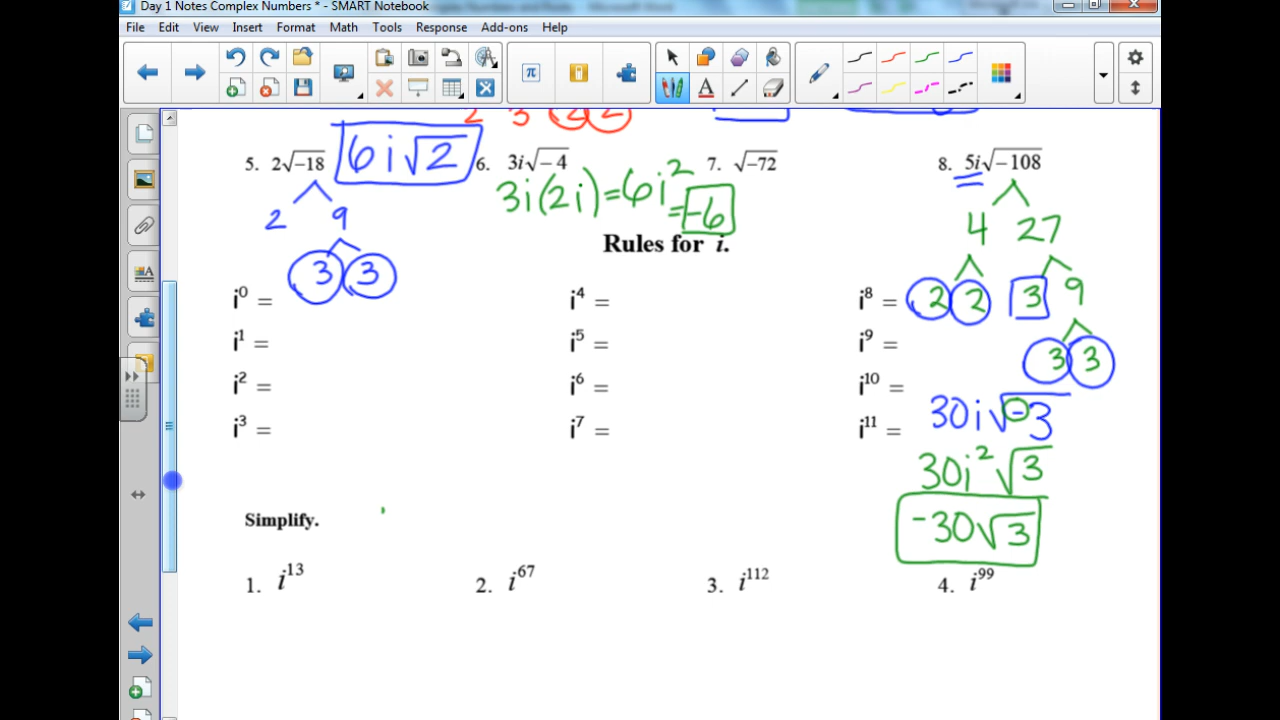 Day 1 Notes Complex Numbers * - SMART Notebook
File Edit View Insert Format Math Tools Response Add-ons Help
5. 2√−18 6i√2 6. 3i√−4 7. √−72 8. 5i√−108
3i(2i)=6i²
=-6
2 9
4 27
Rules for i.
3 3
2 2 3 9
i⁰ = i⁴ = i⁸ =
i¹ = i⁵ = i⁹ =
3 3
i² = i⁶ = i¹⁰ =
30i√-3
i³ = i⁷ = i¹¹ =
30i²√3
-30√3
Simplify.
1. i¹³ 2. i⁶⁷ 3. i¹¹² 4. i⁹⁹